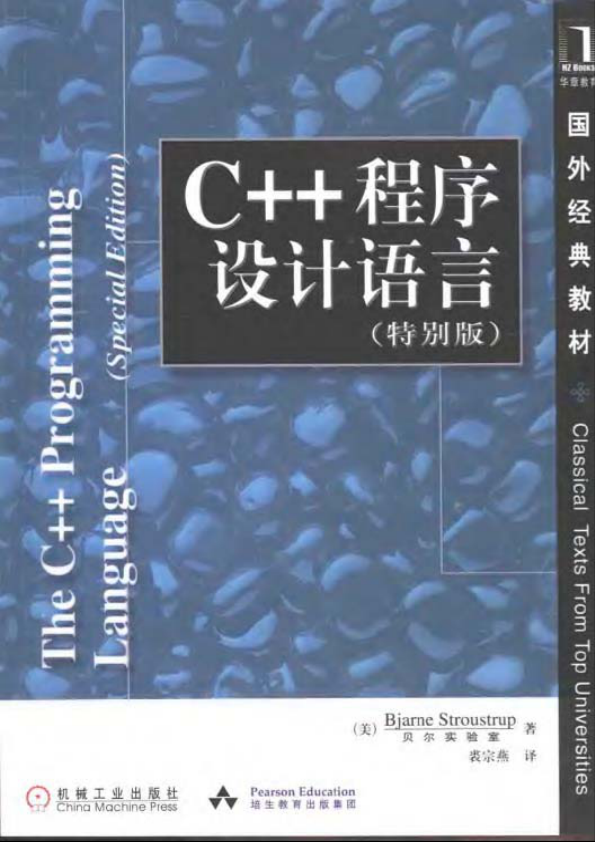 C++程序
设计语言
(特别版)
The C++ Programming
Language
(Special Edition)
HZ Books
华章教育
国外经典教材
Classical Texts From Top Universities
(美) Bjarne Stroustrup 著
贝尔实验室
裘宗燕 译
机械工业出版社
China Machine Press
Pearson Education
培生教育出版集团